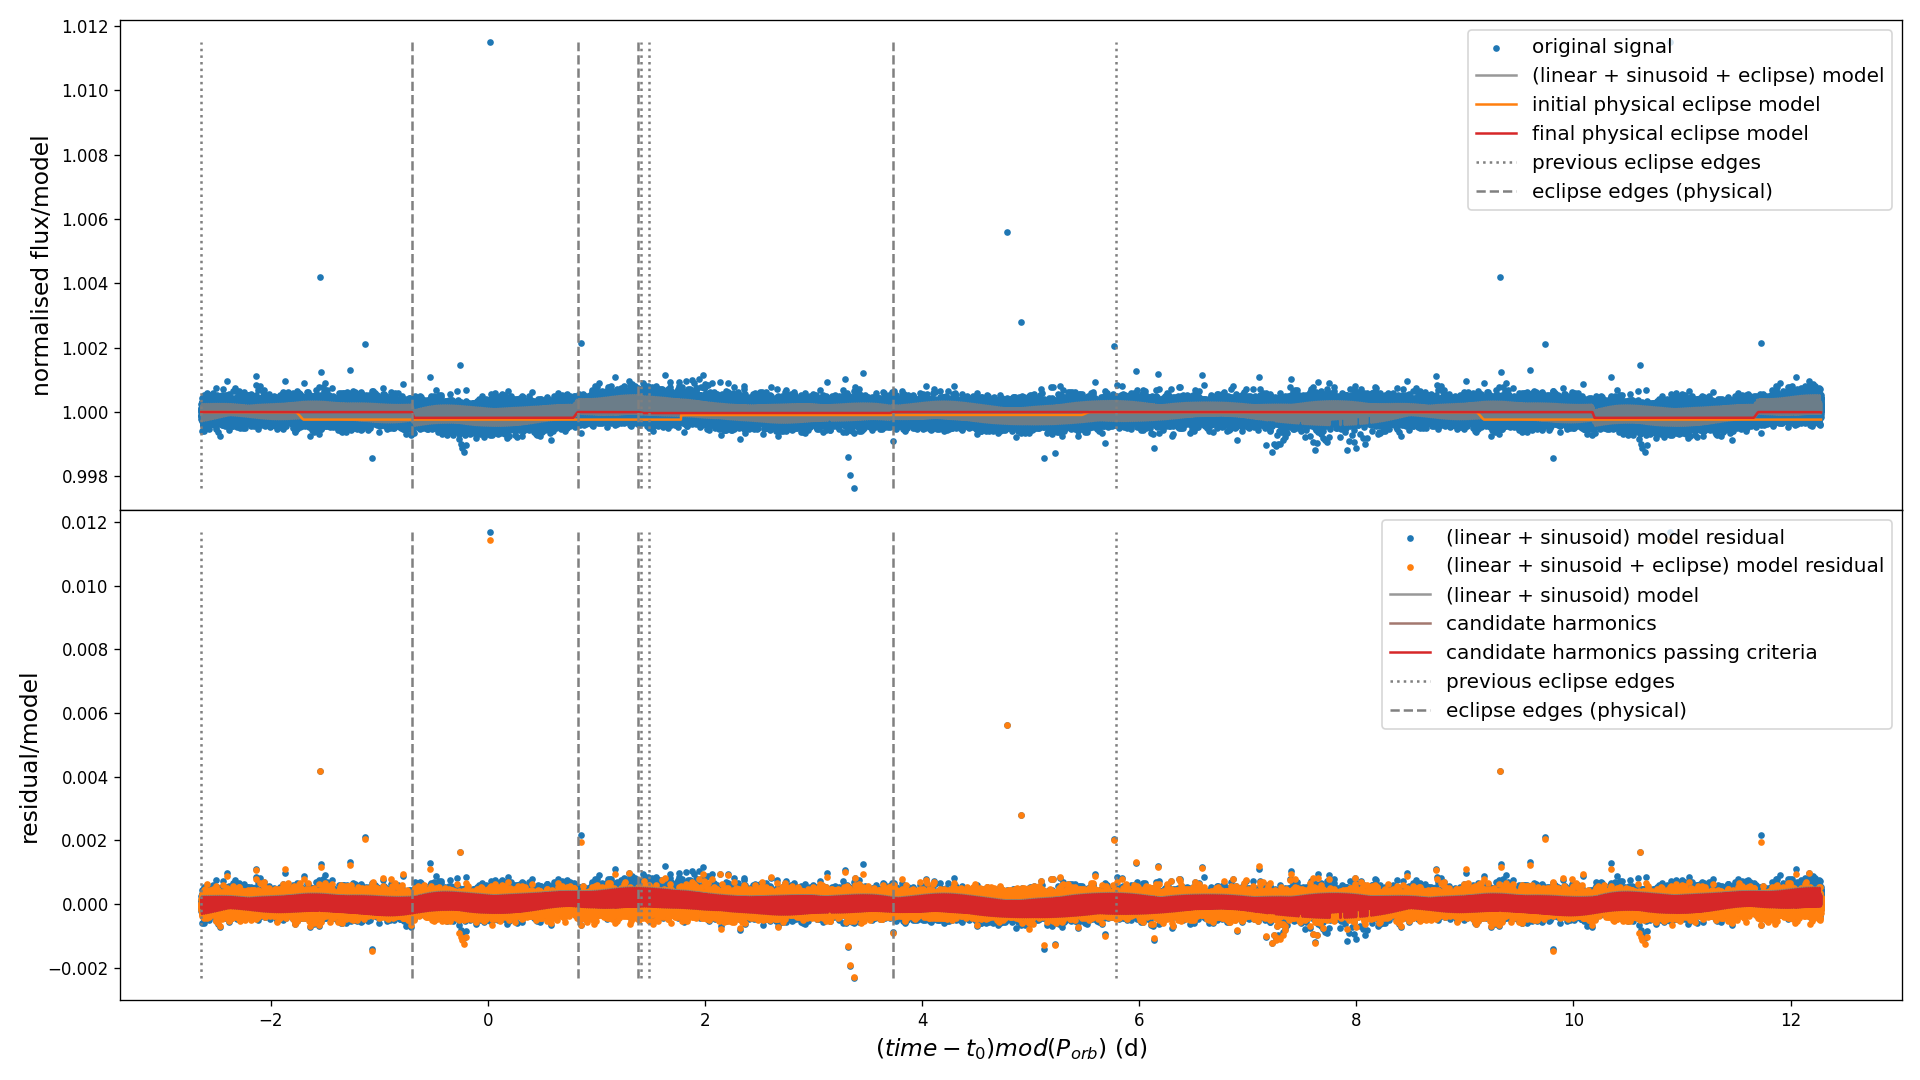 normalised flux/model
1.012
1.010
1.008
1.006
1.004
1.002
1.000
0.998
original signal
(linear + sinusoid + eclipse) model
initial physical eclipse model
final physical eclipse model
previous eclipse edges
eclipse edges (physical)
residual/model
0.012
0.010
0.008
0.006
0.004
0.002
0.000
−0.002
(linear + sinusoid) model residual
(linear + sinusoid + eclipse) model residual
(linear + sinusoid) model
candidate harmonics
candidate harmonics passing criteria
previous eclipse edges
eclipse edges (physical)
−2 0 2 4 6 8 10 12
(time − t₀)mod(P_orb) (d)